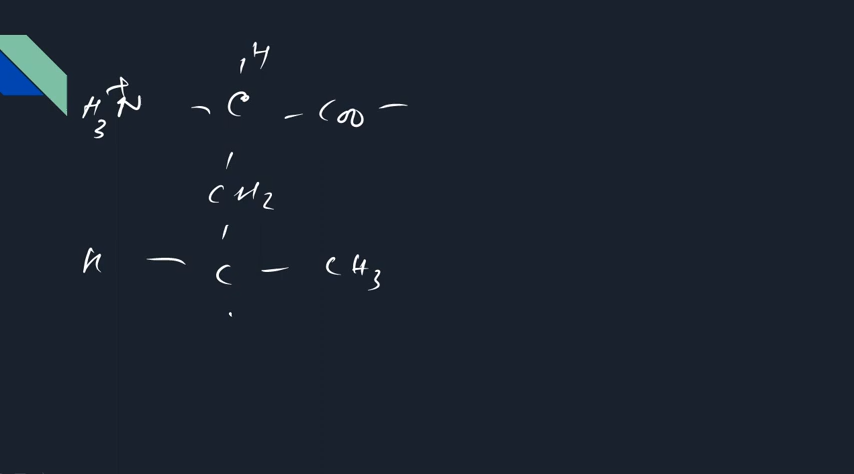 H
H₃N⁺ - C - COO⁻
CH₂
H - C - CH₃